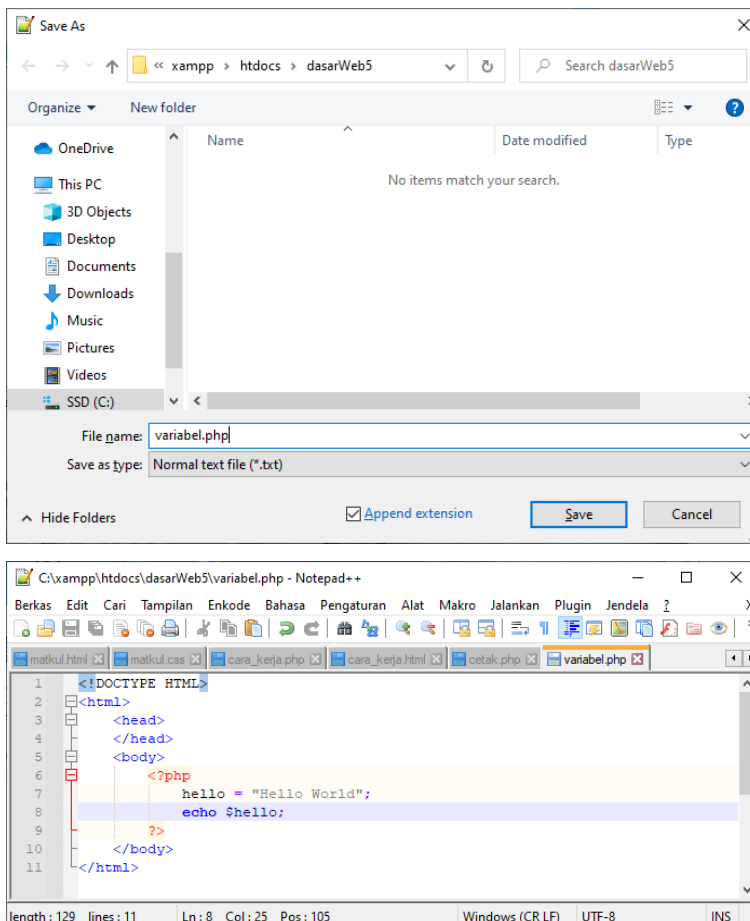 Save As
« xampp › htdocs › dasarWeb5
Search dasarWeb5
Organize
New folder
OneDrive
This PC
3D Objects
Desktop
Documents
Downloads
Music
Pictures
Videos
SSD (C:)
Name Date modified Type
No items match your search.
File name: variabel.php
Save as type: Normal text file (*.txt)
Hide Folders
Append extension
Save
Cancel
C:\xampp\htdocs\dasarWeb5\variabel.php - Notepad++
Berkas Edit Cari Tampilan Enkode Bahasa Pengaturan Alat Makro Jalankan Plugin Jendela ?
matkul.html matkul.css cara_kerja.php cara_kerja.html cetak.php variabel.php
1 <!DOCTYPE HTML>
2 <html>
3 <head>
4 </head>
5 <body>
6 <?php
7 hello = "Hello World";
8 echo $hello;
9 ?>
10 </body>
11 </html>
length : 129 lines : 11 Ln : 8 Col : 25 Pos : 105 Windows (CR LF) UTF-8 INS